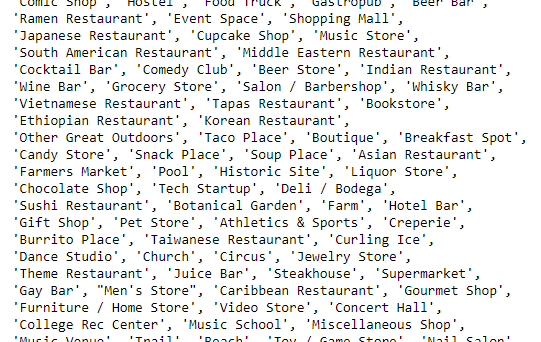 'Comic Shop', 'Hostel', 'Food Truck', 'Gastropub', 'Beer Bar',
'Ramen Restaurant', 'Event Space', 'Shopping Mall',
'Japanese Restaurant', 'Cupcake Shop', 'Music Store',
'South American Restaurant', 'Middle Eastern Restaurant',
'Cocktail Bar', 'Comedy Club', 'Beer Store', 'Indian Restaurant',
'Wine Bar', 'Grocery Store', 'Salon / Barbershop', 'Whisky Bar',
'Vietnamese Restaurant', 'Tapas Restaurant', 'Bookstore',
'Ethiopian Restaurant', 'Korean Restaurant',
'Other Great Outdoors', 'Taco Place', 'Boutique', 'Breakfast Spot',
'Candy Store', 'Snack Place', 'Soup Place', 'Asian Restaurant',
'Farmers Market', 'Pool', 'Historic Site', 'Liquor Store',
'Chocolate Shop', 'Tech Startup', 'Deli / Bodega',
'Sushi Restaurant', 'Botanical Garden', 'Farm', 'Hotel Bar',
'Gift Shop', 'Pet Store', 'Athletics & Sports', 'Creperie',
'Burrito Place', 'Taiwanese Restaurant', 'Curling Ice',
'Dance Studio', 'Church', 'Circus', 'Jewelry Store',
'Theme Restaurant', 'Juice Bar', 'Steakhouse', 'Supermarket',
'Gay Bar', "Men's Store", 'Caribbean Restaurant', 'Gourmet Shop',
'Furniture / Home Store', 'Video Store', 'Concert Hall',
'College Rec Center', 'Music School', 'Miscellaneous Shop',
'Music Venue', 'Trail', 'Beach', 'Toy / Game Store', 'Nail Salon',